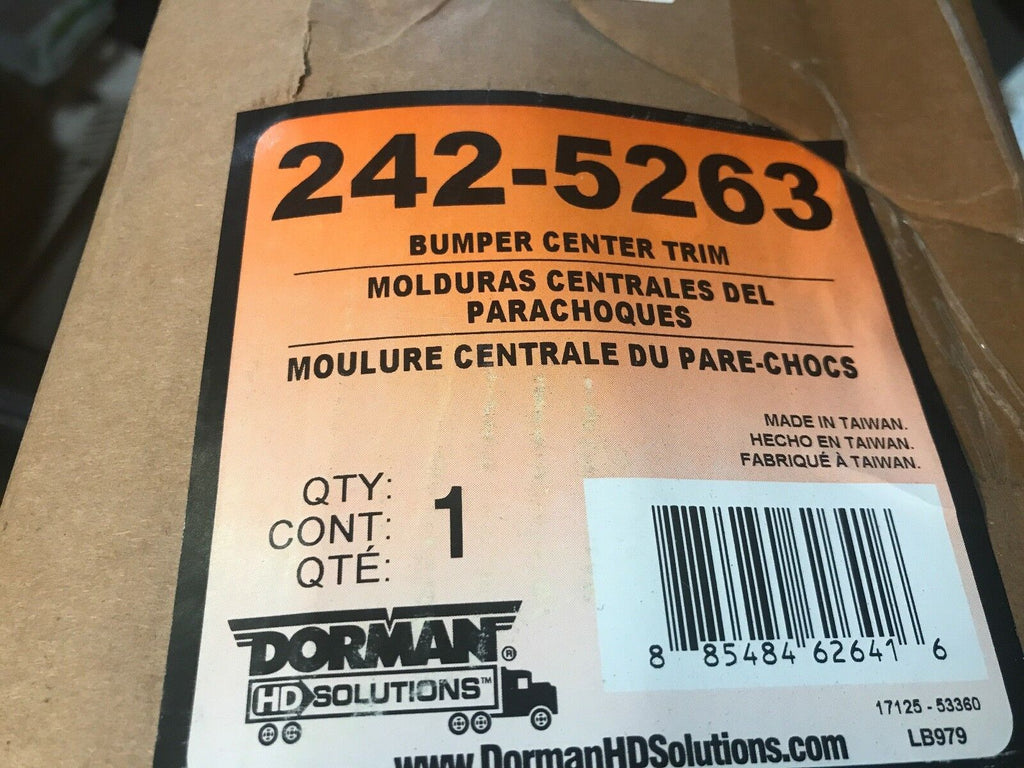 242-5263
BUMPER CENTER TRIM
MOLDURAS CENTRALES DEL
PARACHOQUES
MOULURE CENTRALE DU PARE-CHOCS
MADE IN TAIWAN.
HECHO EN TAIWAN.
FABRIQUÉ À TAIWAN.
QTY:
CONT: 1
QTÉ:
DORMAN®
HD SOLUTIONS™
8 85484 62641 6
17125 - 53360
LB979
www.DormanHDSolutions.com